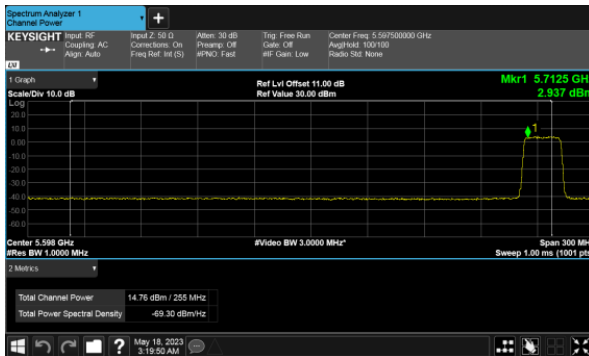 Spectrum Analyzer 1
Channel Power
+
KEYSIGHT Input: RF Input Z: 50 Ω Atten: 30 dB Trig: Free Run Center Freq: 5.597500000 GHz
Coupling: AC Corrections: On Preamp: Off Gate: Off Avg|Hold: 100/100
Align: Auto Freq Ref: Int (S) #PNO: Fast #IF Gain: Low Radio Std: None
LXI
1 Graph Ref Lvl Offset 11.00 dB Mkr1 5.7125 GH
Scale/Div 10.0 dB Ref Value 30.00 dBm 2.937 dBm
Log
20.0
10.0
0.00
-10.0
-20.0
-30.0
-40.0
-50.0
-60.0
1
Center 5.598 GHz #Video BW 3.0000 MHz* Span 300 MH
#Res BW 1.0000 MHz Sweep 1.00 ms (1001 pts
2 Metrics
Total Channel Power 14.76 dBm / 255 MHz
Total Power Spectral Density -69.30 dBm/Hz
? May 18, 2023
3:19:50 AM